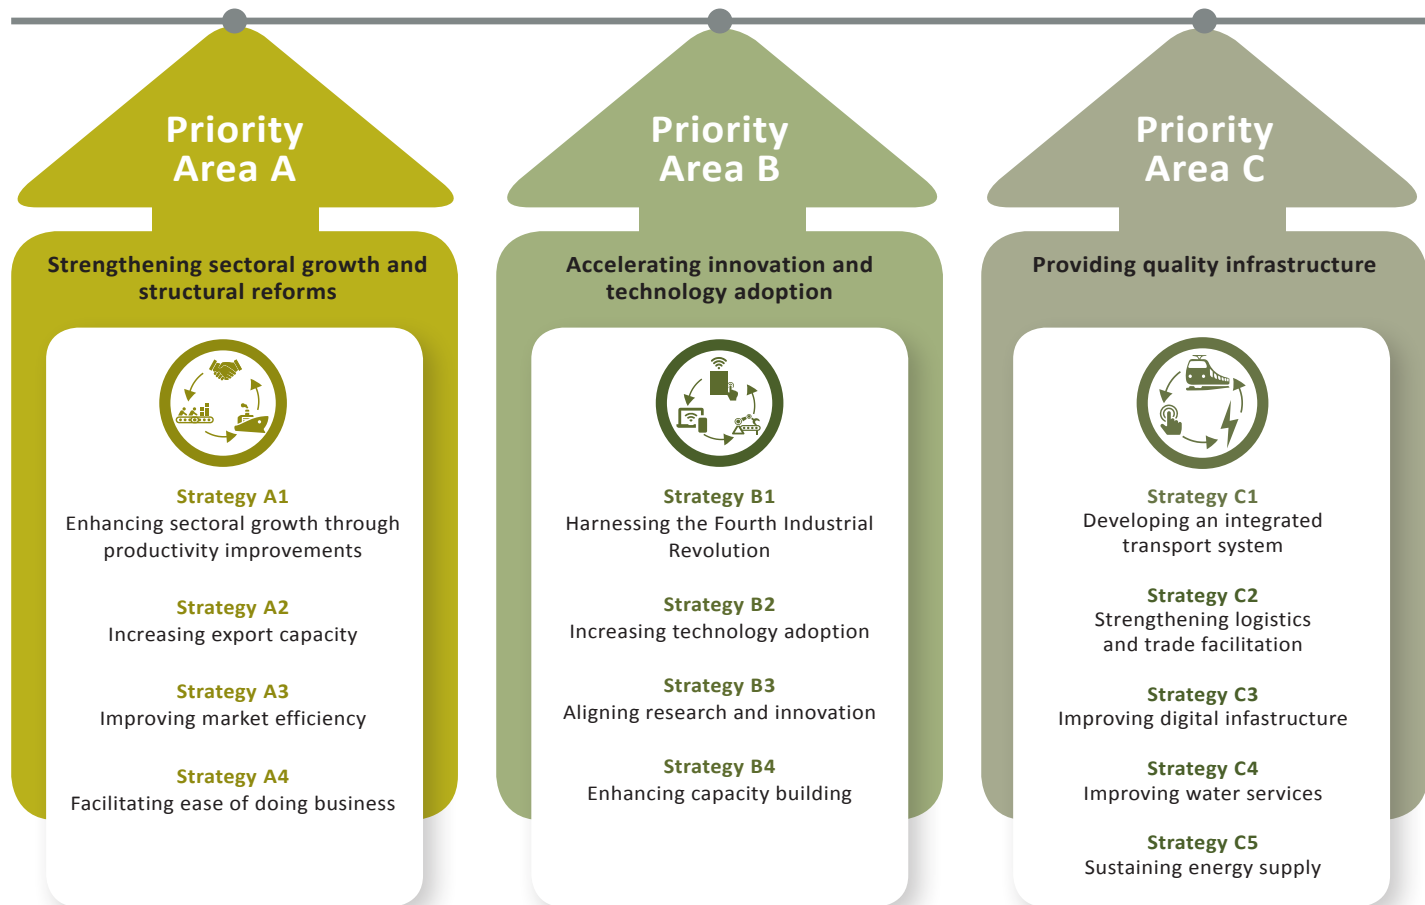 Priority
Area A
Strengthening sectoral growth and
structural reforms
Strategy A1
Enhancing sectoral growth through
productivity improvements
Strategy A2
Increasing export capacity
Strategy A3
Improving market efficiency
Strategy A4
Facilitating ease of doing business
Priority
Area B
Accelerating innovation and
technology adoption
Strategy B1
Harnessing the Fourth Industrial
Revolution
Strategy B2
Increasing technology adoption
Strategy B3
Aligning research and innovation
Strategy B4
Enhancing capacity building
Priority
Area C
Providing quality infrastructure
Strategy C1
Developing an integrated
transport system
Strategy C2
Strengthening logistics
and trade facilitation
Strategy C3
Improving digital infastructure
Strategy C4
Improving water services
Strategy C5
Sustaining energy supply